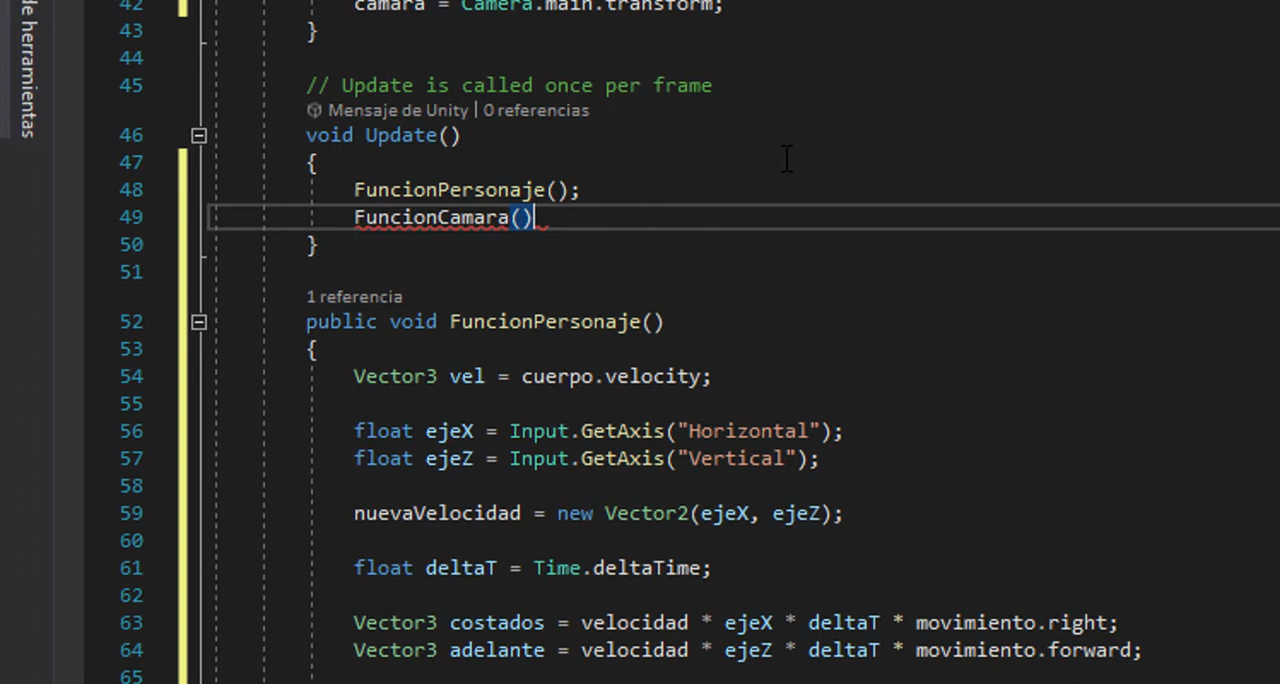 de herramientas
42 camara = Camera.main.transform;
43 }
44
45 // Update is called once per frame
Mensaje de Unity | 0 referencias
46 void Update()
47 {
48 FuncionPersonaje();
49 FuncionCamara()
50 }
51
1 referencia
52 public void FuncionPersonaje()
53 {
54 Vector3 vel = cuerpo.velocity;
55
56 float ejeX = Input.GetAxis("Horizontal");
57 float ejeZ = Input.GetAxis("Vertical");
58
59 nuevaVelocidad = new Vector2(ejeX, ejeZ);
60
61 float deltaT = Time.deltaTime;
62
63 Vector3 costados = velocidad * ejeX * deltaT * movimiento.right;
64 Vector3 adelante = velocidad * ejeZ * deltaT * movimiento.forward;
65